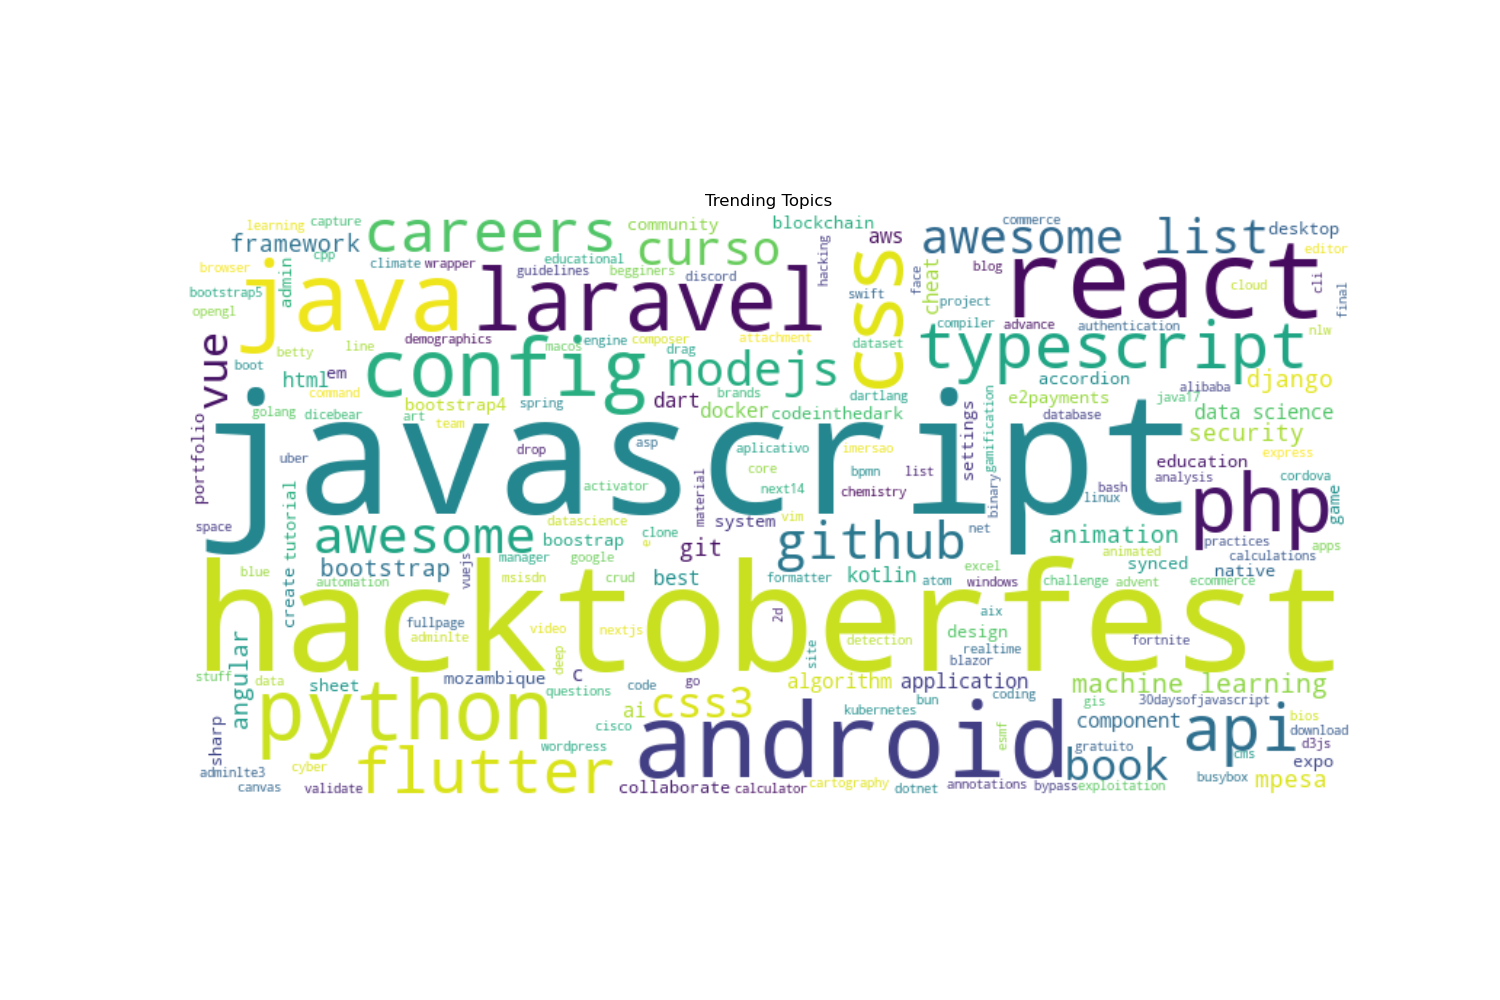 Trending Topics
learning
capture
careers
community
blockchain
aws
commerce
awesome list
desktop
framework
curso
educational
hacking
editor
browser
admin
cpp
climate
wrapper
guidelines
begginers
discord
css
face
cheat
blog
react
cloud
cli
final
bootstrap5
java
laravel
swift
project
opengl
compiler
advance
authentication
nlw
vue
boot
betty
line
demographics
macos
engine
composer
drag
attachment
dataset
typescript
html
em
config
nodejs
accordion
alibaba
django
command
golang
dicebear
art
bootstrap4
team
spring
dart
brands
docker
codeinthedark
dartlang
settings
gamification
e2payments
database
java17
data science
security
portfolio
uber
javascript
drop
asp
aplicativo
imersao
core
bpmn
list
education
express
analysis
cordova
activator
material
next14
chemistry
binary
bash
linux
php
game
space
create tutorial
awesome
datascience
boostrap
clone
e
system
vim
git
github
net
animation
practices
apps
animated
calculations
synced
native
blue
automation
bootstrap
vuejs
manager
google
msisdn
crud
best
formatter
kotlin
atom
excel
windows
challenge
advent
ecommerce
hacktoberfest
2d
aix
fullpage
adminlte
video
nextjs
deep
site
detection
design
realtime
blazor
fortnite
angular
stuff
data
sheet
mozambique
c
questions
code
go
algorithm
application
machine learning
python
ai
css3
cisco
kubernetes
bun
coding
gis
30daysofjavascript
component
api
bios
download
sharp
wordpress
android
esmf
gratuito
book
cms
d3js
expo
adminlte3
cyber
flutter
canvas
validate
collaborate
calculator
cartography
dotnet
annotations
bypass
exploitation
busybox
mpesa